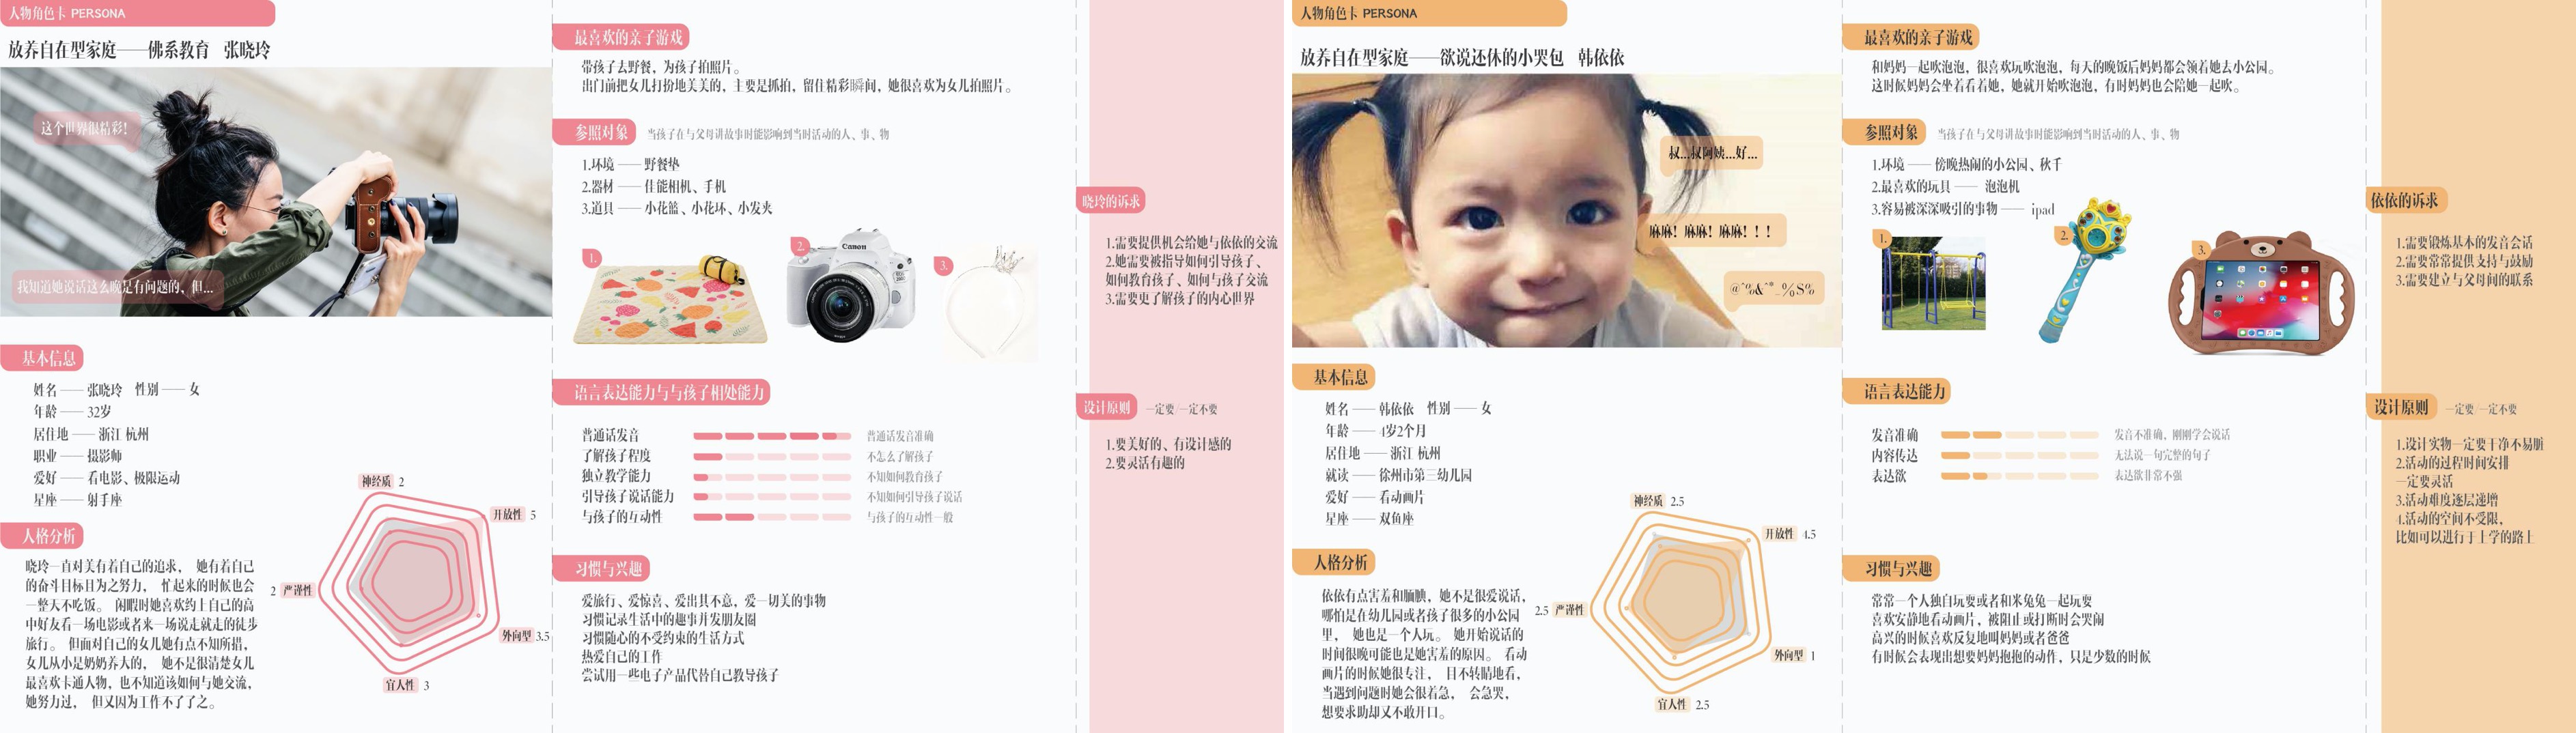 人物角色卡 PERSONA
放养自在型家庭——佛系教育 张晓玲
这个世界很精彩!
我知道她说话这么晚是有问题的, 但...
基本信息
姓名 —— 张晓玲 性别 —— 女
年龄 —— 32岁
居住地 —— 浙江 杭州
职业 —— 摄影师
爱好 —— 看电影、极限运动
星座 —— 射手座
人格分析
晓玲一直对美有着自己的追求, 她有着自己
的奋斗目标且为之努力, 忙起来的时候也会
一整天不吃饭。 闲暇时她喜欢约上自己的高
中好友看一场电影或者来一场说走就走的徒步
旅行。 但面对自己的女儿她有点不知所措,
女儿从小是奶奶养大的, 她不是很清楚女儿
最喜欢卡通人物, 也不知道该如何与她交流,
她努力过, 但又因为工作不了了之。
神经质 2
开放性 5
2 严谨性
外向型 3.5
宜人性 3
最喜欢的亲子游戏
带孩子去野餐, 为孩子拍照片。
出门前把女儿打扮地美美的, 主要是抓拍, 留住精彩瞬间, 她很喜欢为女儿拍照片。
参照对象 当孩子在与父母讲故事时能影响到当时活动的人、事、物
1.环境 —— 野餐垫
2.器材 —— 佳能相机、手机
3.道具 —— 小花篮、小花环、小发夹
1.
2.
Canon
3.
语言表达能力与与孩子相处能力
普通话发音 普通话发音准确
了解孩子程度 不怎么了解孩子
独立教学能力 不知如何教育孩子
引导孩子说话能力 不知如何引导孩子说话
与孩子的互动性 与孩子的互动性一般
习惯与兴趣
爱旅行、爱惊喜、爱出其不意, 爱一切美的事物
习惯记录生活中的趣事并发朋友圈
习惯随心的不受约束的生活方式
热爱自己的工作
尝试用一些电子产品代替自己教导孩子
晓玲的诉求
1.需要提供机会给她与依依的交流
2.她需要被指导如何引导孩子、
如何教育孩子、如何与孩子交流
3.需要更了解孩子的内心世界
设计原则 一定要/一定不要
1.要美好的、有设计感的
2.要灵活有趣的
人物角色卡 PERSONA
放养自在型家庭——欲说还休的小哭包 韩依依
叔...叔阿姨...好...
麻麻! 麻麻! 麻麻! ! !
基本信息
姓名 —— 韩依依 性别 —— 女
年龄 —— 4岁2个月
居住地 —— 浙江 杭州
就读 —— 徐州市第三幼儿园
爱好 —— 看动画片
星座 —— 双鱼座
人格分析
依依有点害羞和腼腆, 她不是很爱说话,
哪怕是在幼儿园或者孩子很多的小公园
里, 她也是一个人玩。 她开始说话的
时间很晚可能也是她害羞的原因。 看动
画片的时候她很专注, 目不转睛地看,
当遇到问题时她会很着急, 会急哭,
想要求助却又不敢开口。
神经质 2.5
开放性 4.5
2.5 严谨性
外向型 1
宜人性 2.5
最喜欢的亲子游戏
和妈妈一起吹泡泡, 很喜欢玩吹泡泡, 每天的晚饭后妈妈都会领着她去小公园。
这时候妈妈会坐着看着她, 她就开始吹泡泡, 有时妈妈也会陪她一起吹。
参照对象 当孩子在与父母讲故事时能影响到当时活动的人、事、物
1.环境 —— 傍晚热闹的小公园、秋千
2.最喜欢的玩具 —— 泡泡机
3.容易被深深吸引的事物 —— ipad
1.
2.
3.
语言表达能力
发音准确 发音不准确, 刚刚学会说话
内容传达 无法说一句完整的句子
表达欲 表达欲非常不强
习惯与兴趣
常常一个人独自玩耍或者和米兔兔一起玩耍
喜欢安静地看动画片, 被阻止或打断时会哭闹
高兴的时候喜欢反复地叫妈妈或者爸爸
有时候会表现出想要妈妈抱抱的动作, 只是少数的时候
依依的诉求
1.需要锻炼基本的发音会话
2.需要常常提供支持与鼓励
3.需要建立与父母间的联系
设计原则 一定要/一定不要
1.设计实物一定要干净不易脏
2.活动的过程时间安排
一定要灵活
3.活动难度逐层递增
4.活动的空间不受限,
比如可以进行于上学的路上